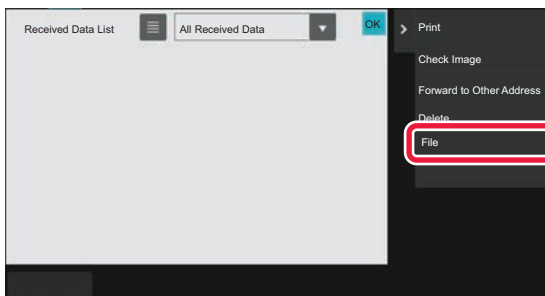 Received Data List
All Received Data
OK
Print
Check Image
Forward to Other Address
Delete
File